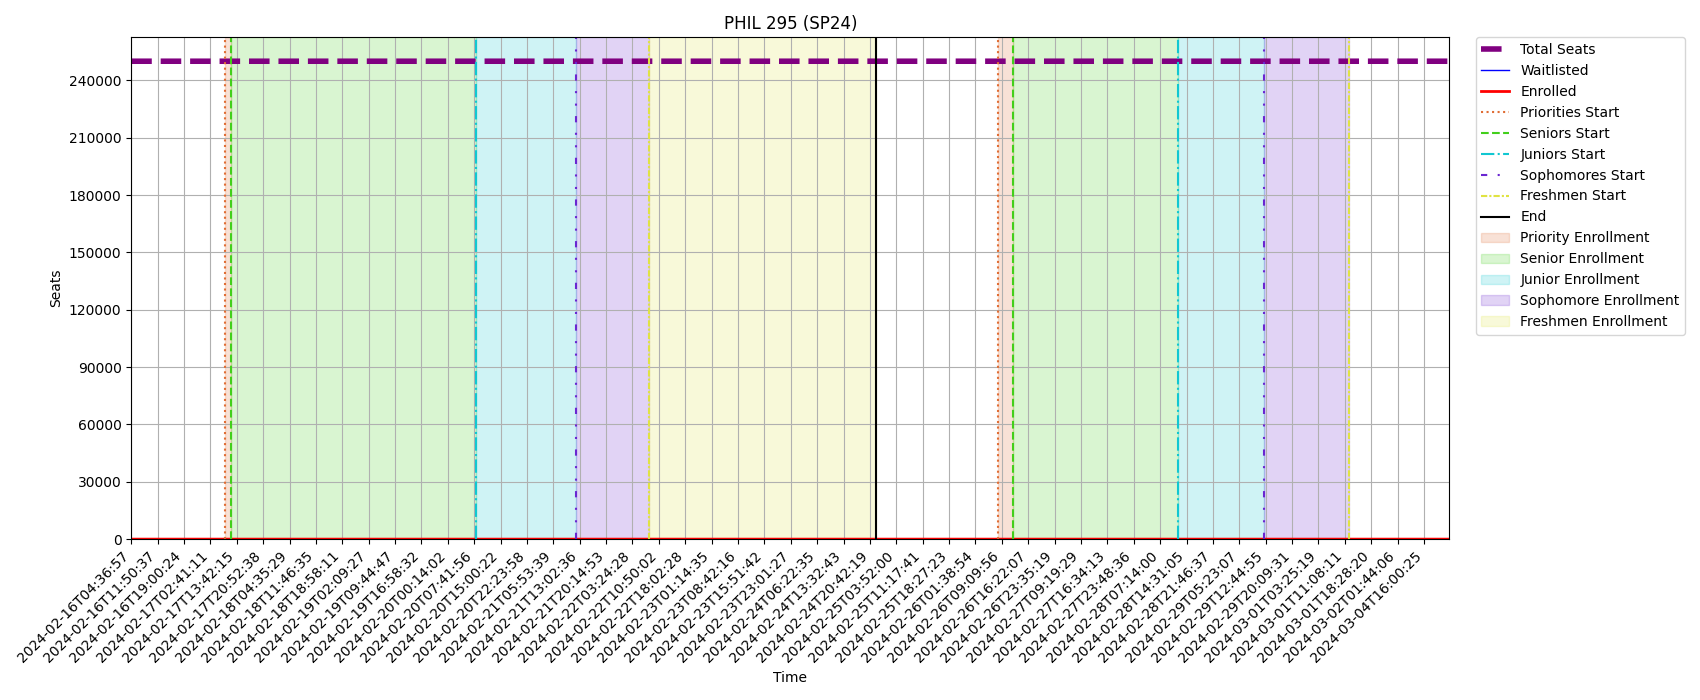 PHIL 295 (SP24)
Total Seats
Waitlisted
Enrolled
Priorities Start
Seniors Start
Juniors Start
Sophomores Start
Freshmen Start
End
Priority Enrollment
Senior Enrollment
Junior Enrollment
Sophomore Enrollment
Freshmen Enrollment
Seats
240000
210000
180000
150000
120000
90000
60000
30000
0
2024-02-16T04:36:57
2024-02-16T11:50:37
2024-02-16T19:00:24
2024-02-17T02:41:11
2024-02-17T13:42:15
2024-02-17T20:52:38
2024-02-18T04:35:29
2024-02-18T11:46:35
2024-02-18T18:58:11
2024-02-19T02:09:27
2024-02-19T09:44:47
2024-02-19T16:58:32
2024-02-20T00:14:02
2024-02-20T07:41:56
2024-02-20T15:00:22
2024-02-20T22:23:58
2024-02-21T05:53:39
2024-02-21T13:02:36
2024-02-21T20:14:53
2024-02-22T03:24:28
2024-02-22T10:50:02
2024-02-22T18:02:28
2024-02-23T01:14:35
2024-02-23T08:42:16
2024-02-23T15:51:42
2024-02-23T23:01:27
2024-02-24T06:22:35
2024-02-24T13:32:43
2024-02-24T20:42:19
2024-02-25T03:52:00
2024-02-25T11:17:41
2024-02-25T18:27:23
2024-02-26T01:38:54
2024-02-26T09:09:56
2024-02-26T16:22:07
2024-02-26T23:35:19
2024-02-27T09:19:29
2024-02-27T16:34:13
2024-02-27T23:48:36
2024-02-28T07:14:00
2024-02-28T14:31:05
2024-02-28T21:46:37
2024-02-29T05:23:07
2024-02-29T12:44:55
2024-02-29T20:09:31
2024-03-01T03:25:19
2024-03-01T11:08:11
2024-03-01T18:28:20
2024-03-02T01:44:06
2024-03-04T16:00:25
Time